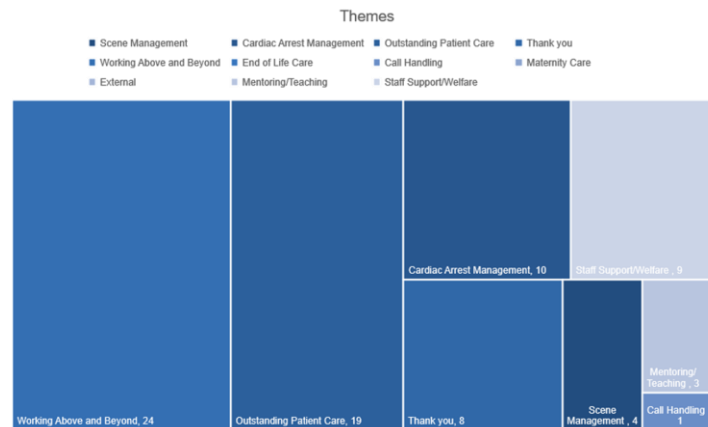 Themes
Scene Management
Cardiac Arrest Management
Outstanding Patient Care
Thank you
Working Above and Beyond
End of Life Care
Call Handling
Maternity Care
External
Mentoring/Teaching
Staff Support/Welfare
Cardiac Arrest Management, 10
Staff Support/Welfare , 9
Mentoring/
Teaching , 3
Working Above and Beyond, 24
Outstanding Patient Care, 19
Thank you, 8
Scene
Management , 4
Call Handling
1